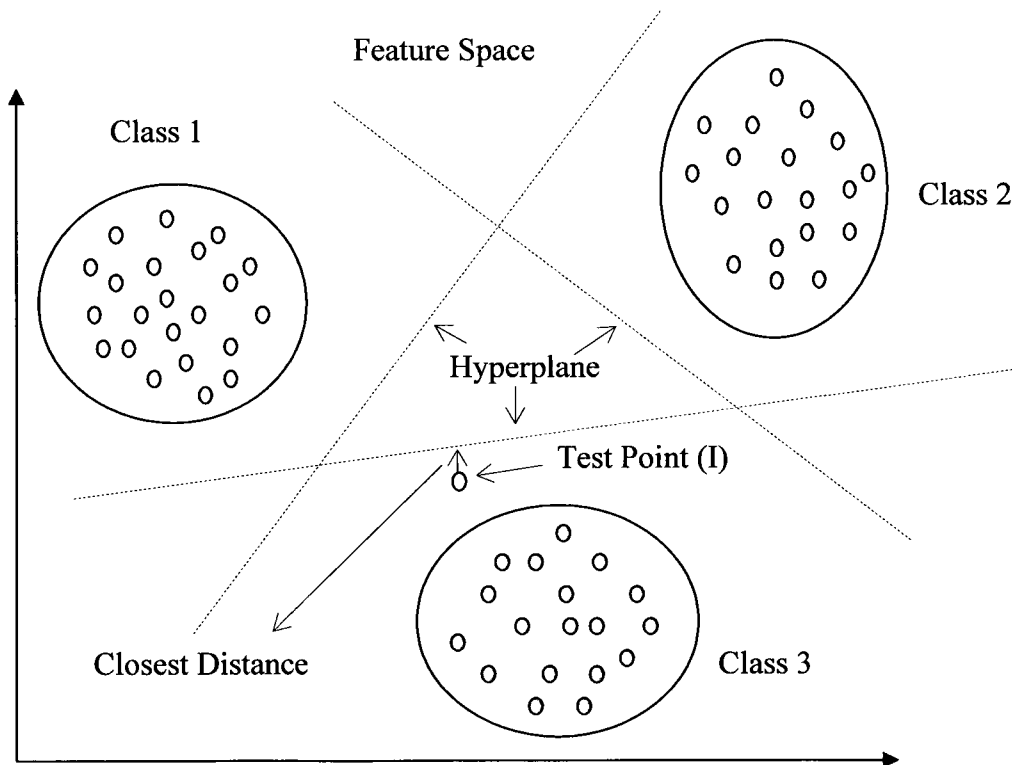 Feature Space
Class 1
Class 2
Hyperplane
Test Point (I)
Closest Distance
Class 3